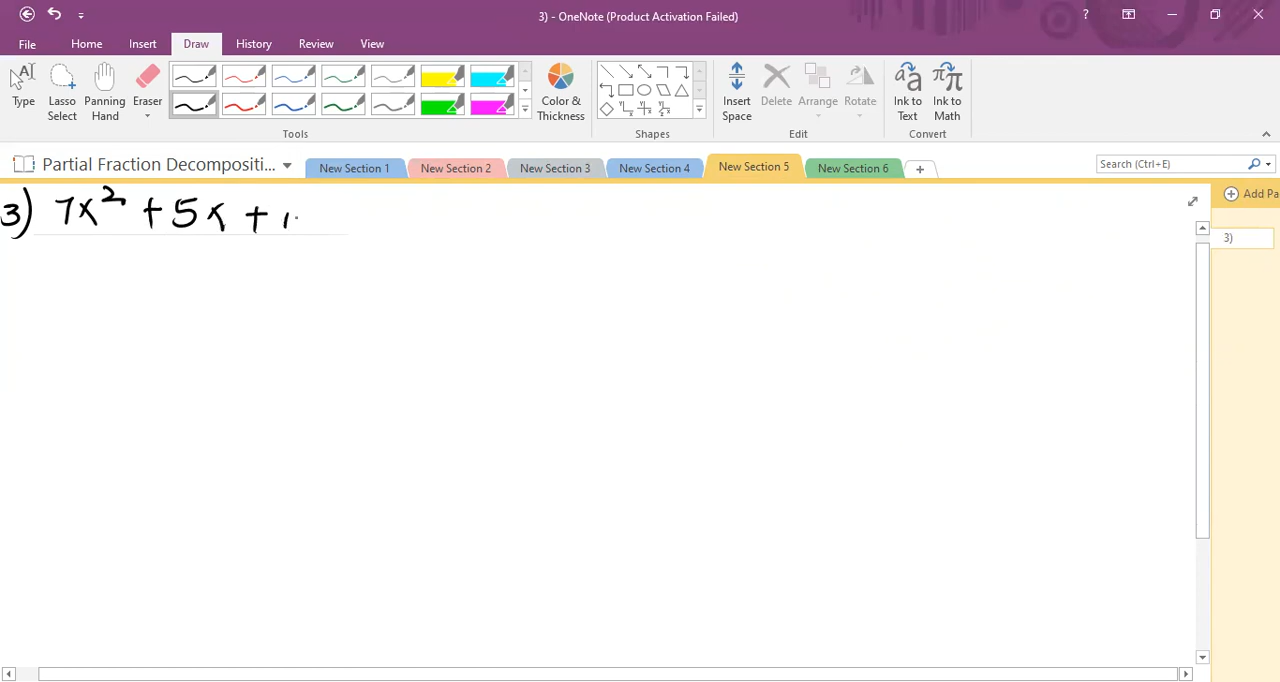 3) - OneNote (Product Activation Failed)
?
File Home Insert Draw History Review View
Type
Lasso Select
Panning Hand
Eraser
Color & Thickness
Insert Space
Delete
Arrange
Rotate
Ink to Text
Ink to Math
Tools
Shapes
Edit
Convert
Partial Fraction Decompositi...
New Section 1
New Section 2
New Section 3
New Section 4
New Section 5
New Section 6
Search (Ctrl+E)
Add Pa
3)
3) 7x² + 5x + 1